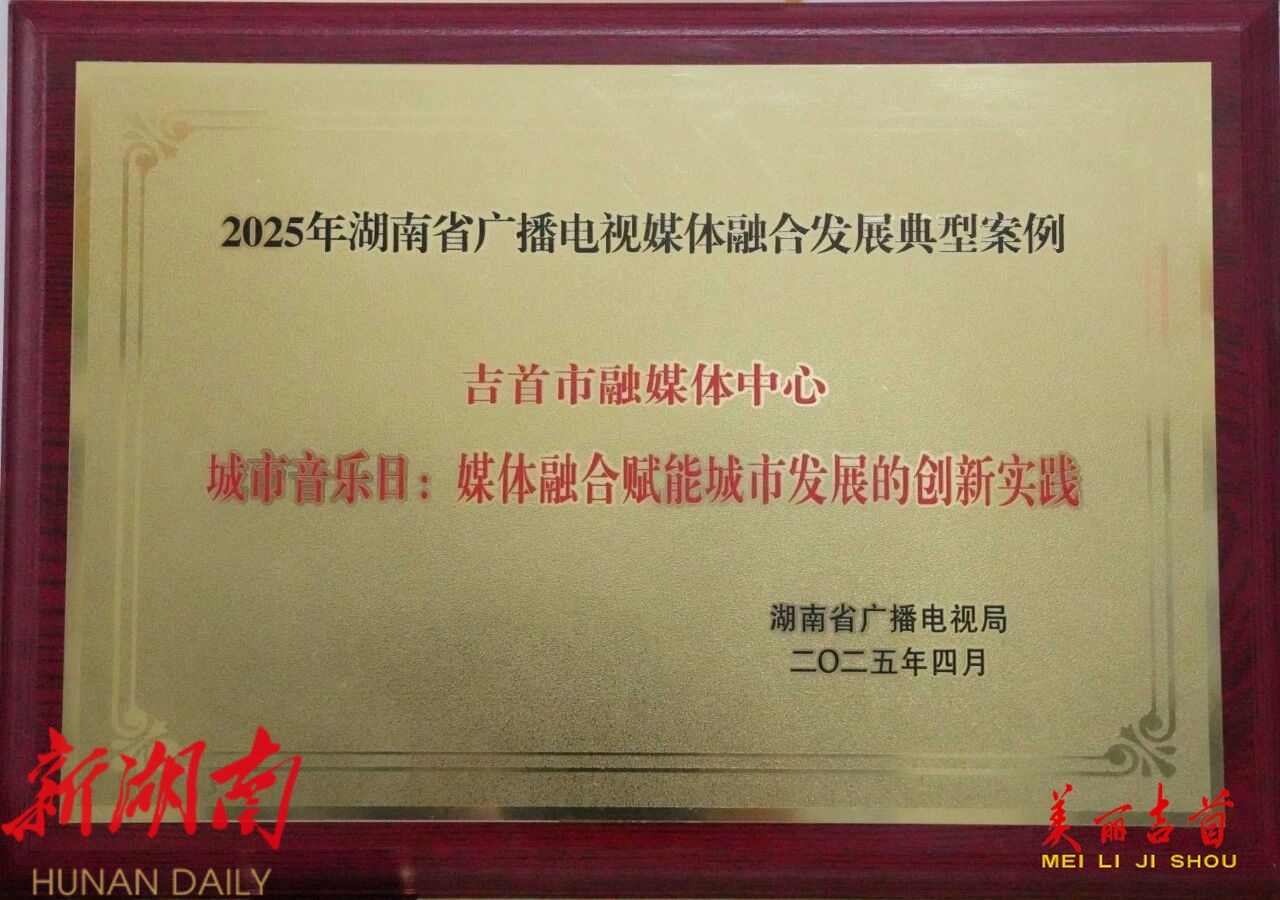 2025年湖南省广播电视媒体融合发展典型案例
吉首市融媒体中心
城市音乐日：媒体融合赋能城市发展的创新实践
湖南省广播电视局
二〇二五年四月
新湖南
HUNAN DAILY
美丽吉首
MEI LI JI SHOU